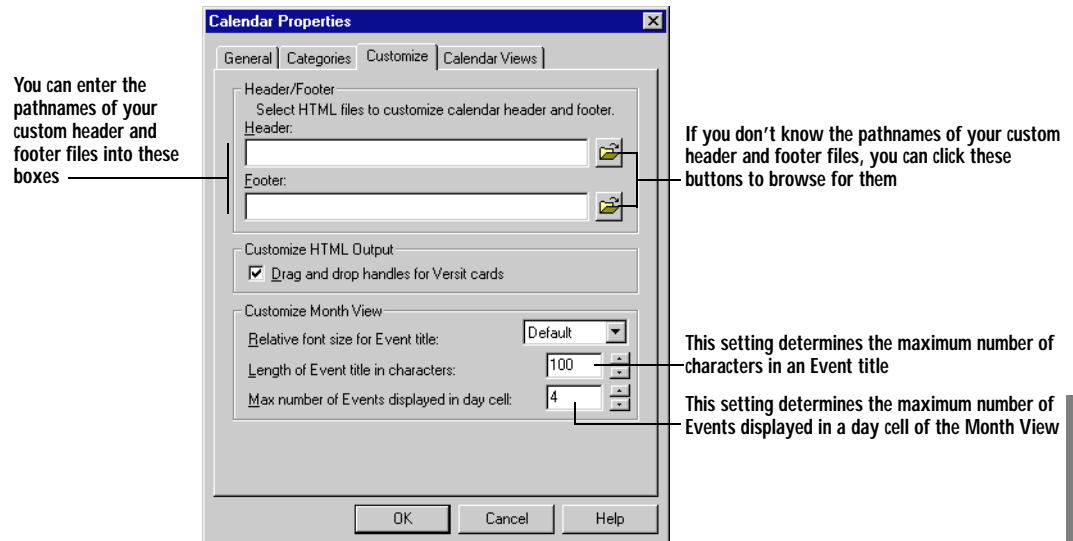 Calendar Properties
General
Categories
Customize
Calendar Views
You can enter the
pathnames of your
custom header and
footer files into these
boxes
Header/Footer
Select HTML files to customize calendar header and footer.
Header:
Footer:
If you don’t know the pathnames of your custom
header and footer files, you can click these
buttons to browse for them
Customize HTML Output
Drag and drop handles for Versit cards
Customize Month View
Relative font size for Event title:
Default
Length of Event title in characters:
100
This setting determines the maximum number of
characters in an Event title
Max number of Events displayed in day cell:
4
This setting determines the maximum number of
Events displayed in a day cell of the Month View
OK
Cancel
Help